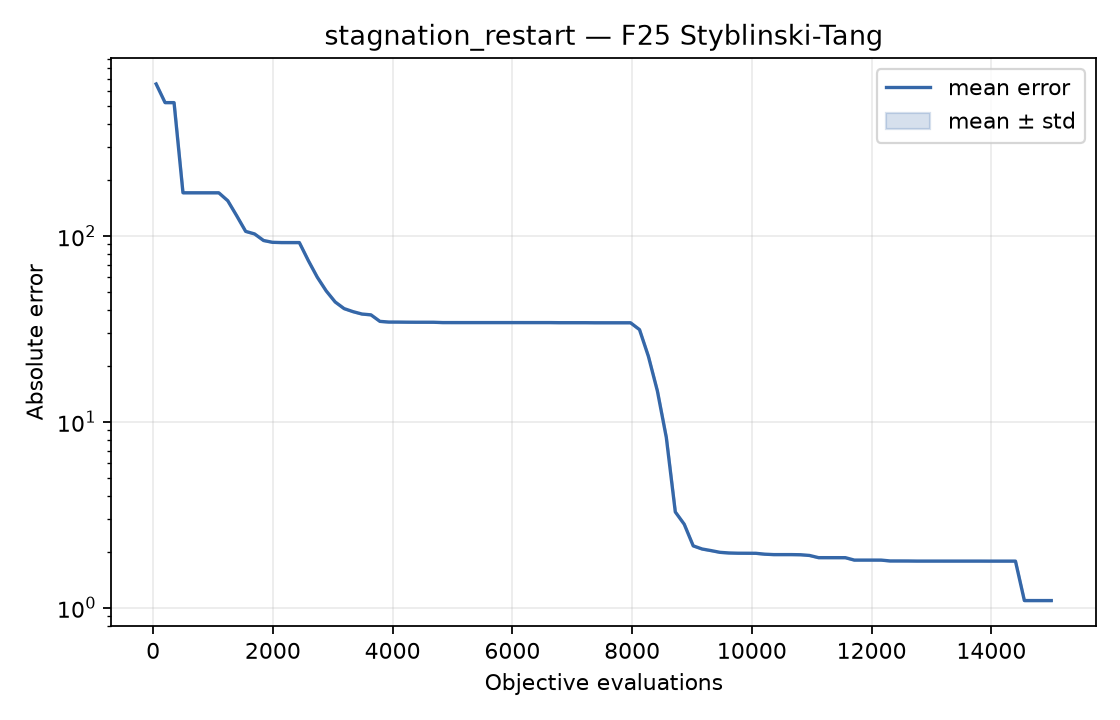 stagnation_restart — F25 Styblinski-Tang
mean error
mean ± std
Absolute error
10²
10¹
10⁰
0 2000 4000 6000 8000 10000 12000 14000
Objective evaluations